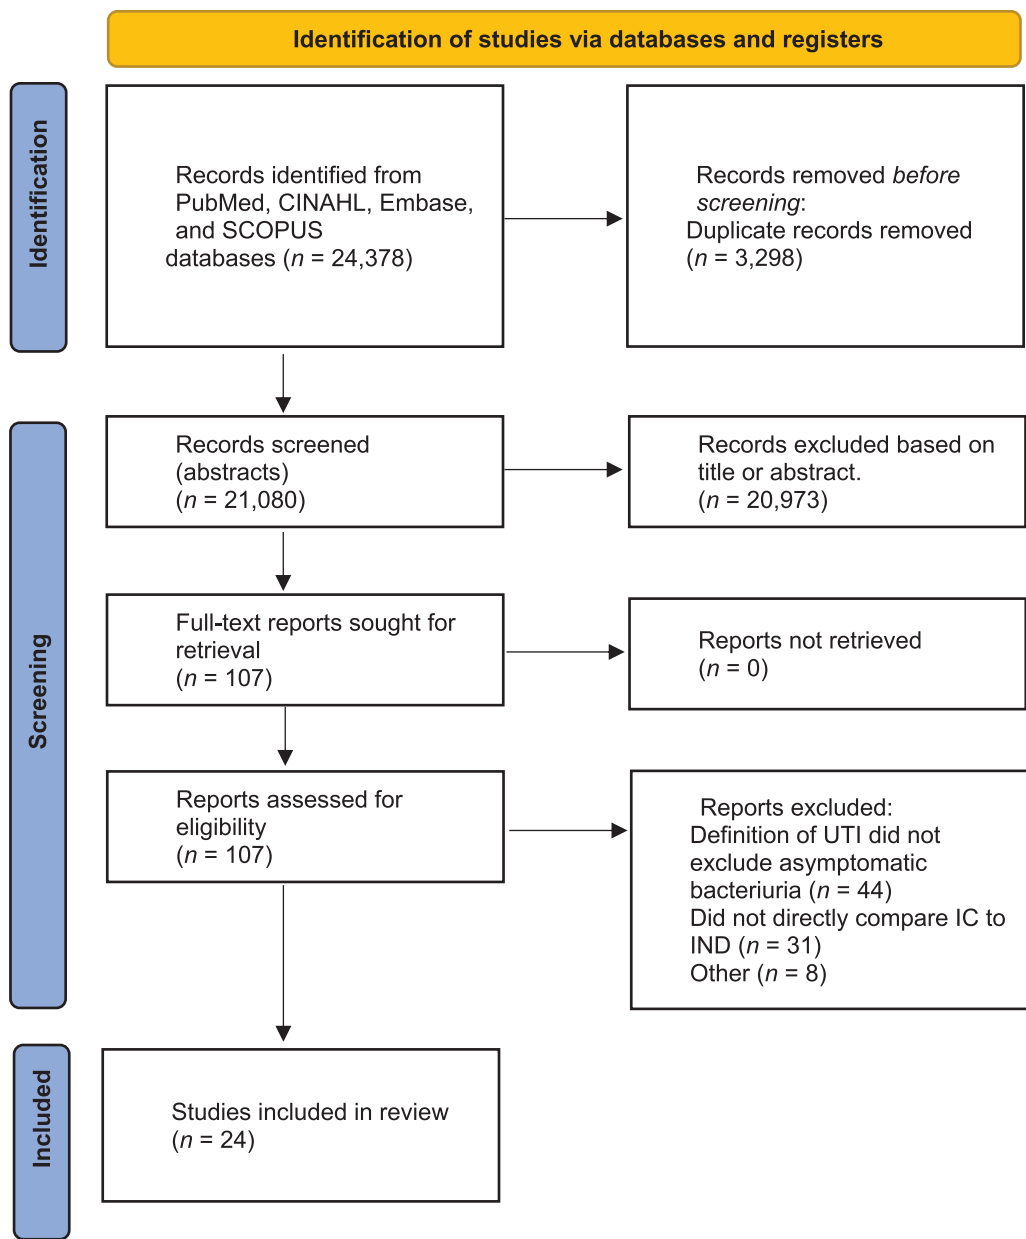 Identification of studies via databases and registers
Identification
Records identified from
PubMed, CINAHL, Embase,
and SCOPUS
databases (n = 24,378)
Records removed before
screening:
Duplicate records removed
(n = 3,298)
Screening
Records screened
(abstracts)
(n = 21,080)
Records excluded based on
title or abstract.
(n = 20,973)
Full-text reports sought for
retrieval
(n = 107)
Reports not retrieved
(n = 0)
Reports assessed for
eligibility
(n = 107)
Reports excluded:
Definition of UTI did not
exclude asymptomatic
bacteriuria (n = 44)
Did not directly compare IC to
IND (n = 31)
Other (n = 8)
Included
Studies included in review
(n = 24)